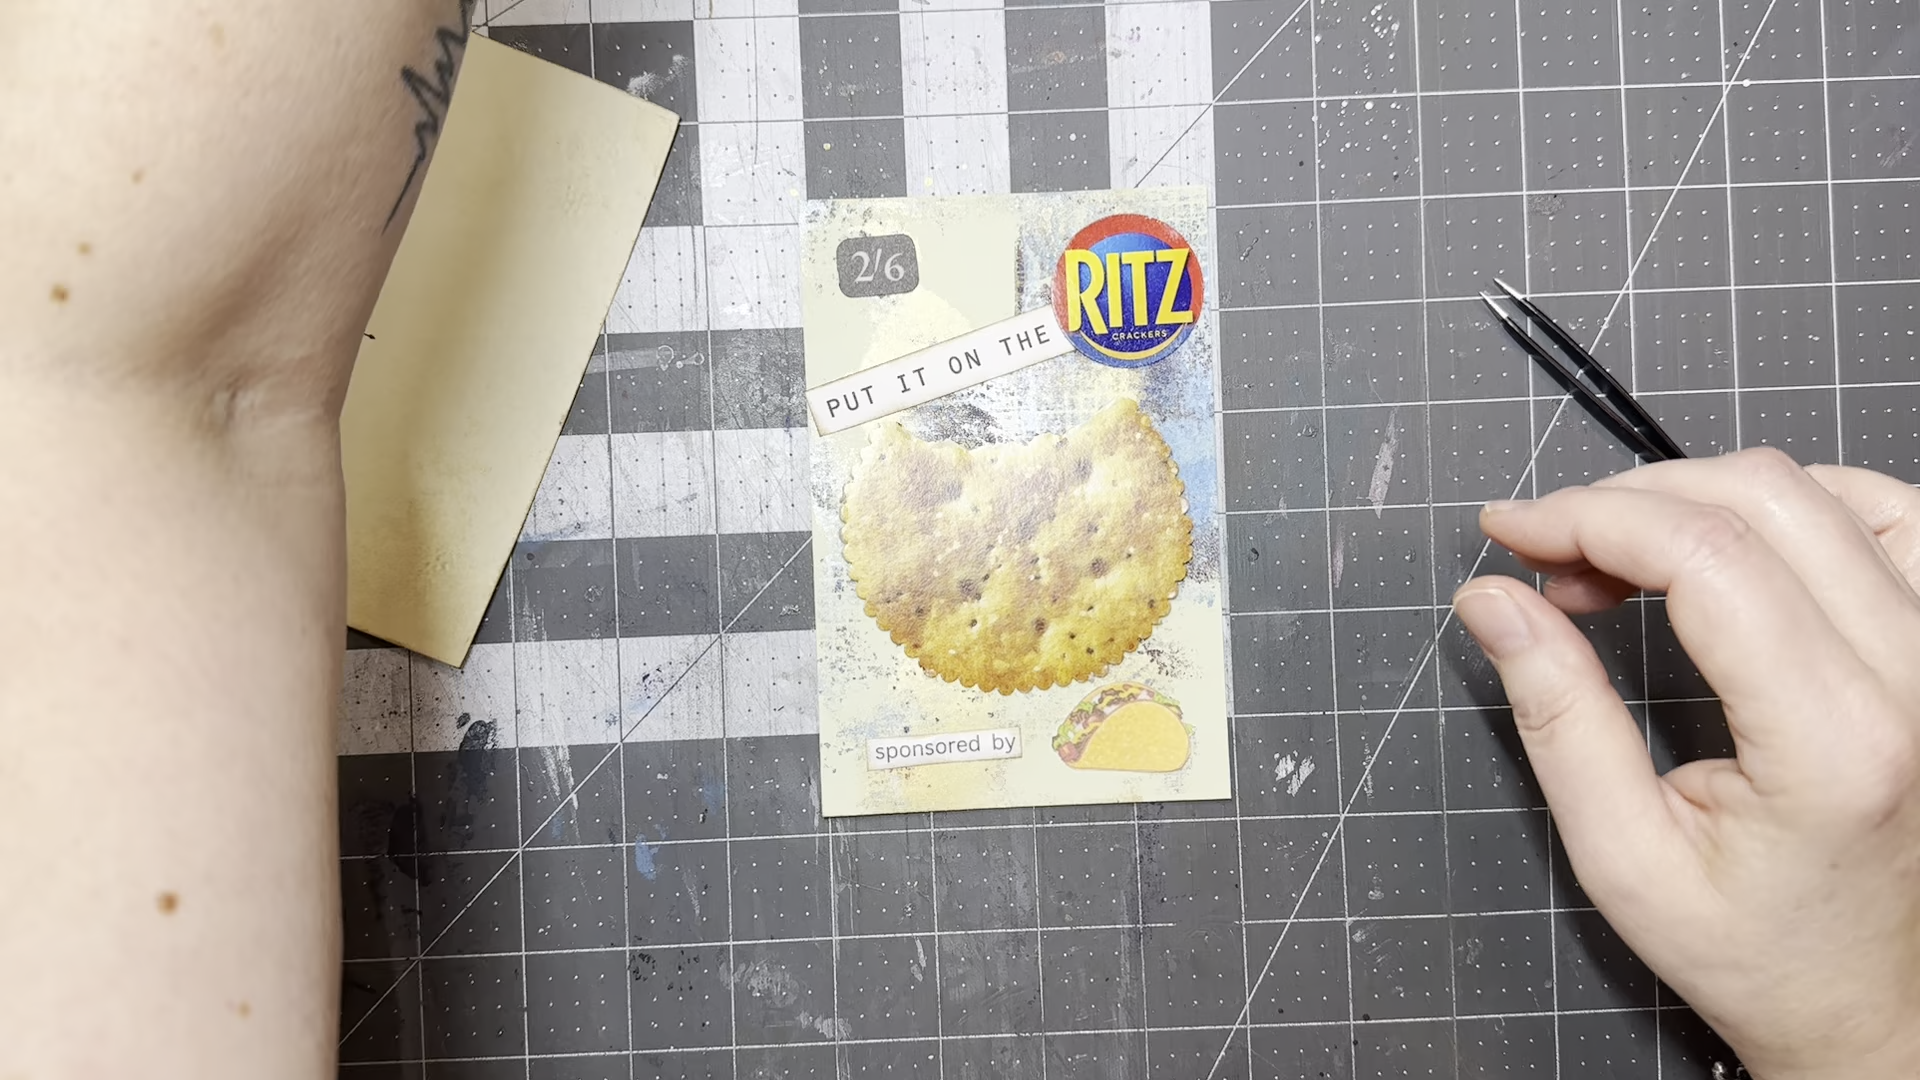 2/6
PUT IT ON THE
RITZ
CRACKERS
sponsored by